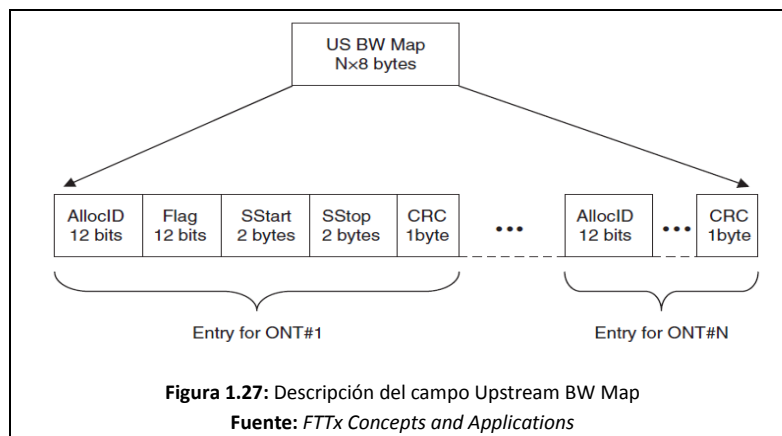 US BW Map
N×8 bytes
AllocID
12 bits
Flag
12 bits
SStart
2 bytes
SStop
2 bytes
CRC
1byte
•••
AllocID
12 bits
•••
CRC
1byte
Entry for ONT#1
Entry for ONT#N
Figura 1.27: Descripción del campo Upstream BW Map
Fuente: FTTx Concepts and Applications